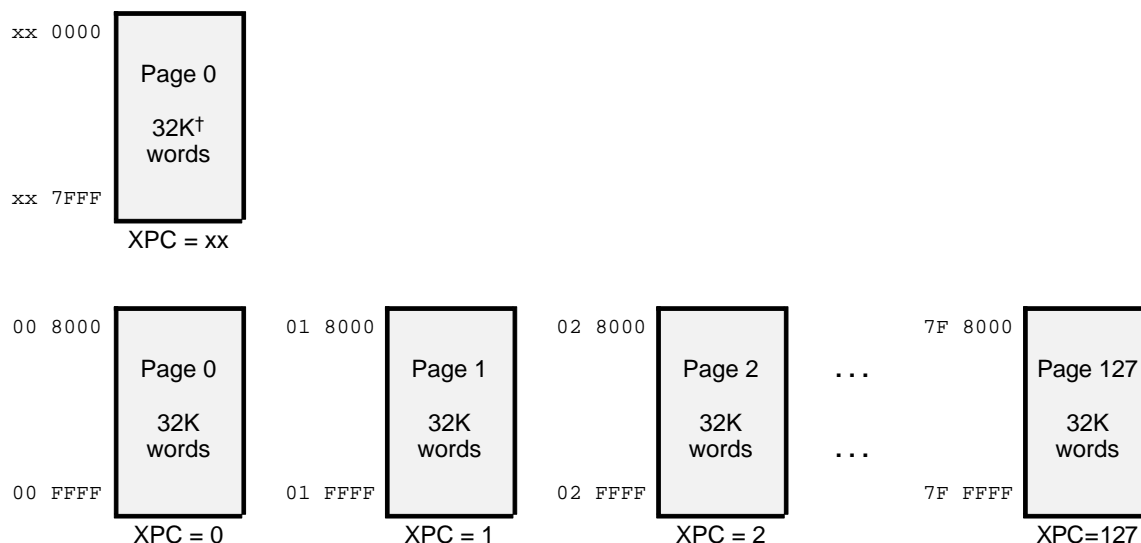 xx 0000
Page 0
32K†
words
xx 7FFF
XPC = xx
00 8000 01 8000 02 8000 7F 8000
Page 0 Page 1 Page 2 ... Page 127
32K 32K 32K 32K
words words words ... words
00 FFFF 01 FFFF 02 FFFF 7F FFFF
XPC = 0 XPC = 1 XPC = 2 XPC=127